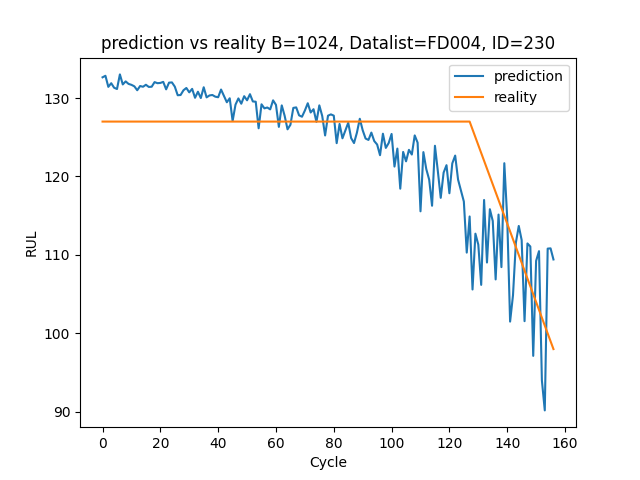 prediction vs reality B=1024, Datalist=FD004, ID=230
prediction
reality
RUL
130
120
110
100
90
0 20 40 60 80 100 120 140 160
Cycle